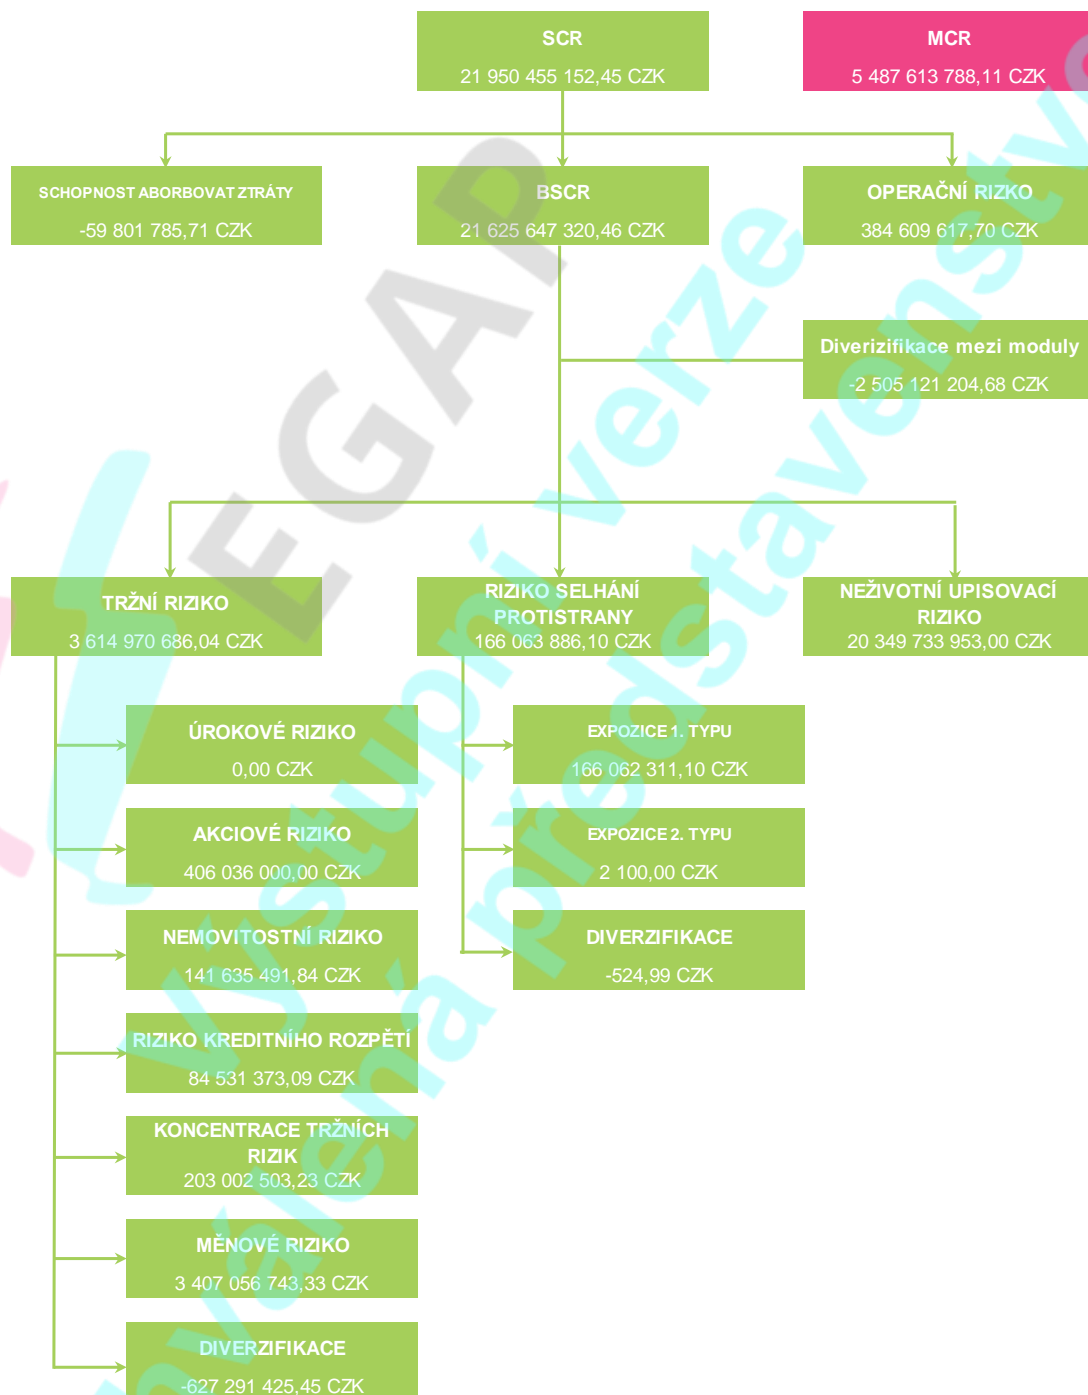 SCR
21 950 455 152,45 CZK
MCR
5 487 613 788,11 CZK
SCHOPNOST ABORBOVAT ZTRÁTY
-59 801 785,71 CZK
BSCR
21 625 647 320,46 CZK
OPERAČNÍ RIZKO
384 609 617,70 CZK
Diverizifikace mezi moduly
-2 505 121 204,68 CZK
TRŽNÍ RIZIKO
3 614 970 686,04 CZK
RIZIKO SELHÁNÍ
PROTISTRANY
166 063 886,10 CZK
NEŽIVOTNÍ UPISOVACÍ
RIZIKO
20 349 733 953,00 CZK
ÚROKOVÉ RIZIKO
0,00 CZK
EXPOZICE 1. TYPU
166 062 311,10 CZK
AKCIOVÉ RIZIKO
406 036 000,00 CZK
EXPOZICE 2. TYPU
2 100,00 CZK
NEMOVITOSTNÍ RIZIKO
141 635 491,84 CZK
DIVERZIFIKACE
-524,99 CZK
RIZIKO KREDITNÍHO ROZPĚTÍ
84 531 373,09 CZK
KONCENTRACE TRŽNÍCH
RIZIK
203 002 503,23 CZK
MĚNOVÉ RIZIKO
3 407 056 743,33 CZK
DIVERZIFIKACE
-627 291 425,45 CZK
EGAP
Výstupní verze